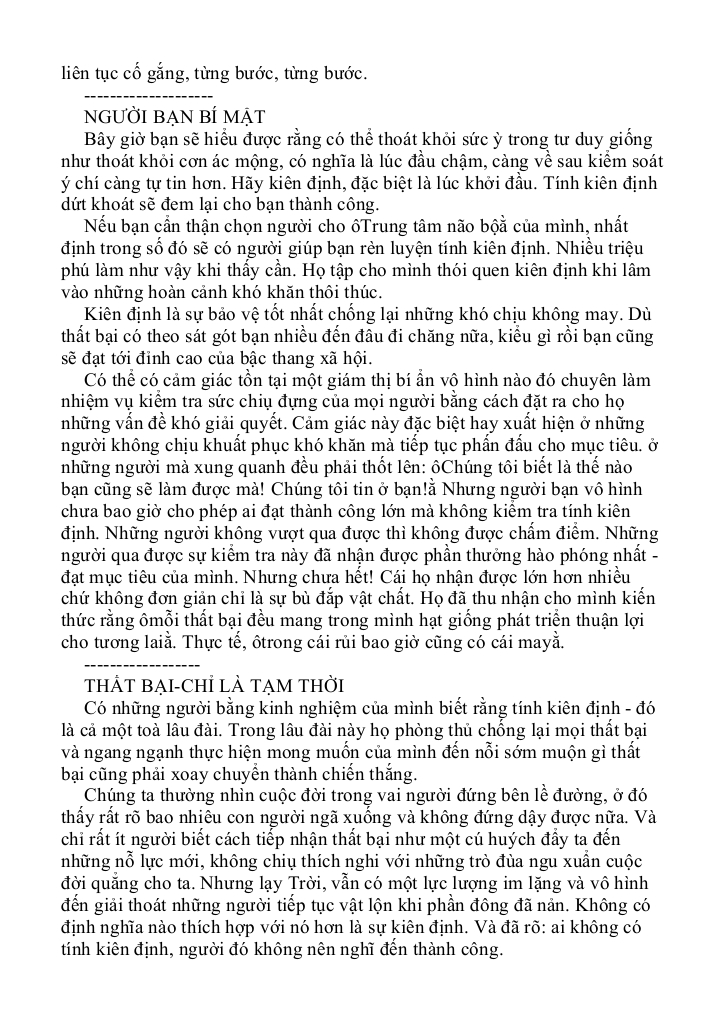 liên tục cố gắng, từng bước, từng bước.
--------------------
NGƯỜI BẠN BÍ MẬT
Bây giờ bạn sẽ hiểu được rằng có thể thoát khỏi sức ỳ trong tư duy giống
như thoát khỏi cơn ác mộng, có nghĩa là lúc đầu chậm, càng về sau kiểm soát
ý chí càng tự tin hơn. Hãy kiên định, đặc biệt là lúc khởi đầu. Tính kiên định
dứt khoát sẽ đem lại cho bạn thành công.
Nếu bạn cẩn thận chọn người cho ôTrung tâm não bộằ của mình, nhất
định trong số đó sẽ có người giúp bạn rèn luyện tính kiên định. Nhiều triệu
phú làm như vậy khi thấy cần. Họ tập cho mình thói quen kiên định khi lâm
vào những hoàn cảnh khó khăn thôi thúc.
Kiên định là sự bảo vệ tốt nhất chống lại những khó chịu không may. Dù
thất bại có theo sát gót bạn nhiều đến đâu đi chăng nữa, kiểu gì rồi bạn cũng
sẽ đạt tới đỉnh cao của bậc thang xã hội.
Có thể có cảm giác tồn tại một giám thị bí ẩn vô hình nào đó chuyên làm
nhiệm vụ kiểm tra sức chiụ đựng của mọi người bằng cách đặt ra cho họ
những vấn đề khó giải quyết. Cảm giác này đặc biệt hay xuất hiện ở những
người không chịu khuất phục khó khăn mà tiếp tục phấn đấu cho mục tiêu. ở
những người mà xung quanh đều phải thốt lên: ôChúng tôi biết là thế nào
bạn cũng sẽ làm được mà! Chúng tôi tin ở bạn!ằ Nhưng người bạn vô hình
chưa bao giờ cho phép ai đạt thành công lớn mà không kiểm tra tính kiên
định. Những người không vượt qua được thì không được chấm điểm. Những
người qua được sự kiểm tra này đã nhận được phần thưởng hào phóng nhất -
đạt mục tiêu của mình. Nhưng chưa hết! Cái họ nhận được lớn hơn nhiều
chứ không đơn giản chỉ là sự bù đắp vật chất. Họ đã thu nhận cho mình kiến
thức rằng ômỗi thất bại đều mang trong mình hạt giống phát triển thuận lợi
cho tương laiằ. Thực tế, ôtrong cái rủi bao giờ cũng có cái mayằ.
------------------
THẤT BẠI-CHỈ LÀ TẠM THỜI
Có những người bằng kinh nghiệm của mình biết rằng tính kiên định - đó
là cả một toà lâu đài. Trong lâu đài này họ phòng thủ chống lại mọi thất bại
và ngang ngạnh thực hiện mong muốn của mình đến nỗi sớm muộn gì thất
bại cũng phải xoay chuyển thành chiến thắng.
Chúng ta thường nhìn cuộc đời trong vai người đứng bên lề đường, ở đó
thấy rất rõ bao nhiêu con người ngã xuống và không đứng dậy được nữa. Và
chỉ rất ít người biết cách tiếp nhận thất bại như một cú huých đẩy ta đến
những nỗ lực mới, không chiụ thích nghi với những trò đùa ngu xuẩn cuộc
đời quẳng cho ta. Nhưng lạy Trời, vẫn có một lực lượng im lặng và vô hình
đến giải thoát những người tiếp tục vật lộn khi phần đông đã nản. Không có
định nghĩa nào thích hợp với nó hơn là sự kiên định. Và đã rõ: ai không có
tính kiên định, người đó không nên nghĩ đến thành công.